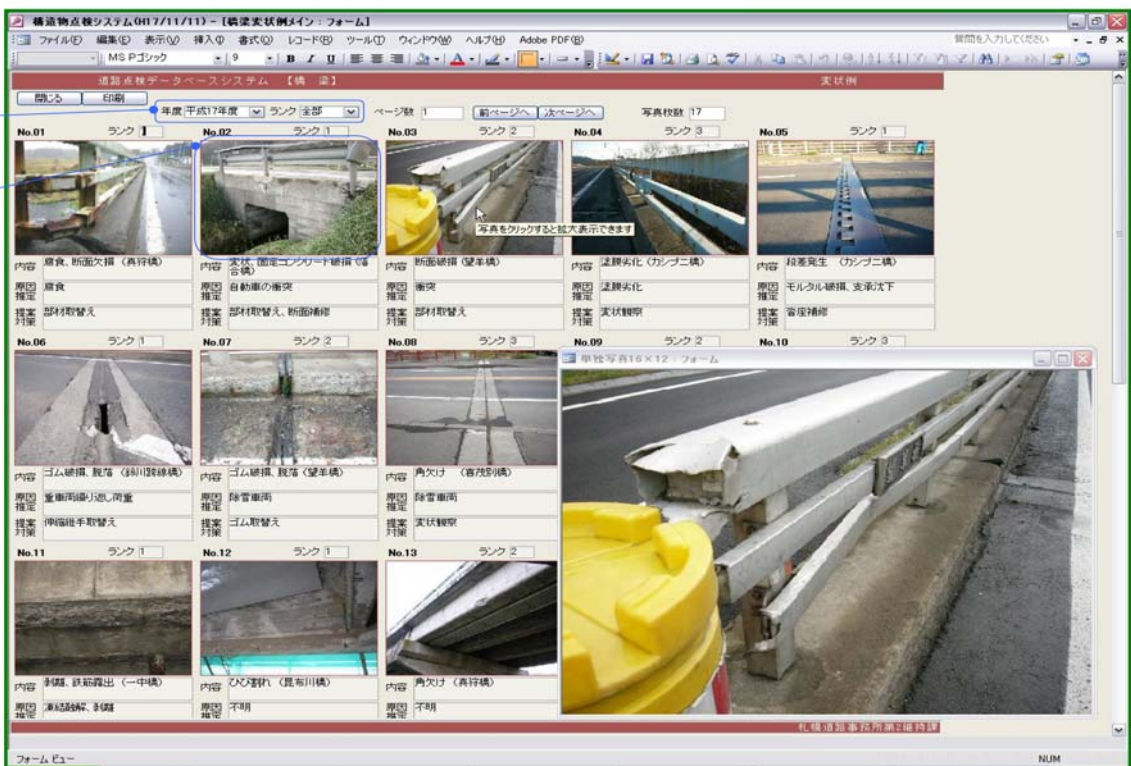 構造物点検システム(H17/11/11) - [橋梁変状例メイン : フォーム]
ファイル(F) 編集(E) 表示(V) 挿入(I) 書式(O) レコード(R) ツール(T) ウィンドウ(W) ヘルプ(H) Adobe PDF(B)
質問を入力してください
MS Pゴシック 9 B I U
道路点検データベースシステム 【橋 梁】 変状例
閉じる 印刷
年度 平成17年度 ランク 全部 ページ数 1 前ページへ 次ページへ 写真枚数 17
No.01 ランク 1 No.02 ランク 1 No.03 ランク 2 No.04 ランク 3 No.05 ランク 1
写真をクリックすると拡大表示できます
内容 腐食、断面欠損 (真狩橋)
原因推定 腐食
提案対策 部材取替え
内容 変状、固定コンクリート破損(落合橋)
原因推定 自動車の衝突
提案対策 部材取替え、断面補修
内容 断面破損(望羊橋)
原因推定 衝突
提案対策 部材取替え
内容 塗膜劣化(カシプニ橋)
原因推定 塗膜劣化
提案対策 変状観察
内容 段差発生 (カシプニ橋)
原因推定 モルタル破損、支承沈下
提案対策 沓座補修
No.06 ランク 1 No.07 ランク 2 No.08 ランク 3 No.09 ランク 2 No.10 ランク 3
単独写真16×12 : フォーム
内容 ゴム破損、脱落
原因推定 重車両繰り返し荷重
提案対策 伸縮継手取替え
内容 ゴム破損、脱落(望羊橋)
原因推定 除雪車両
提案対策 ゴム取替え
内容 角欠け (喜茂別橋)
原因推定 除雪車両
提案対策 変状観察
No.11 ランク 1 No.12 ランク 1 No.13 ランク 2
内容 剥離、鉄筋露出 (一中橋)
原因推定 凍結融解、剥離
内容 ひび割れ (昆布川橋)
原因推定 不明
内容 角欠け (真狩橋)
原因推定 不明
札幌道路事務所第2維持課
フォーム ビュー NUM